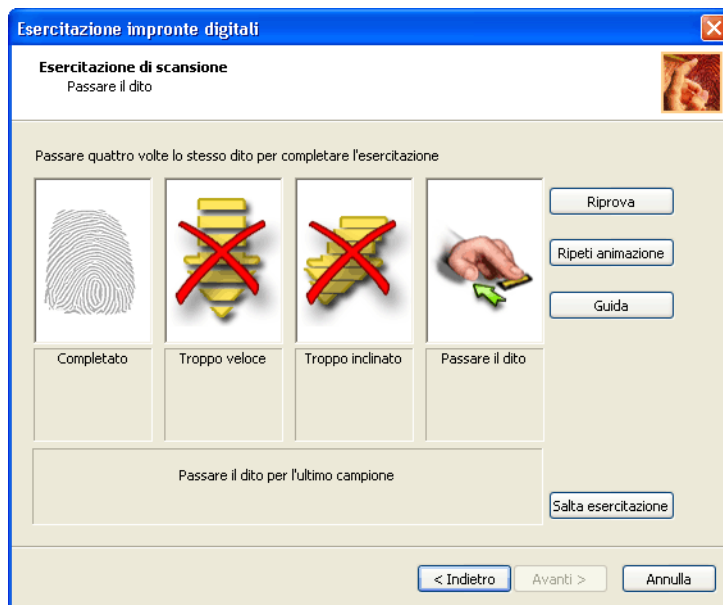 Esercitazione impronte digitali
Esercitazione di scansione
Passare il dito
Passare quattro volte lo stesso dito per completare l'esercitazione
Riprova
Ripeti animazione
Guida
Completato
Troppo veloce
Troppo inclinato
Passare il dito
Passare il dito per l'ultimo campione
Salta esercitazione
< Indietro
Avanti >
Annulla